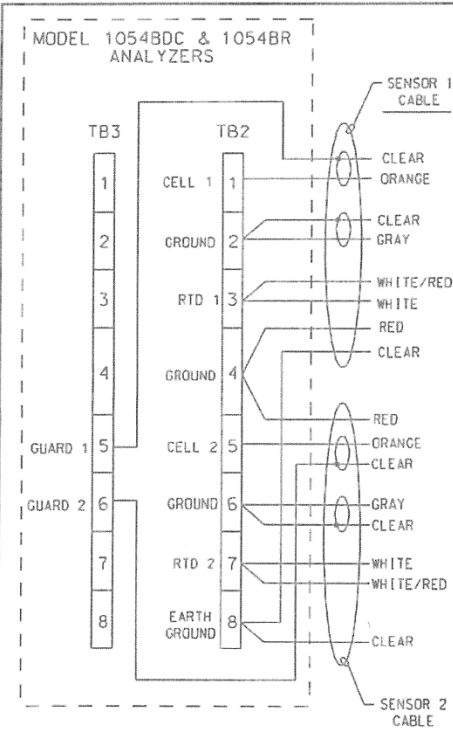 MODEL 1054BDC & 1054BR
ANALYZERS
SENSOR 1
CABLE
TB3
TB2
CLEAR
1
CELL 1
1
ORANGE
CLEAR
2
GROUND
2
GRAY
WHITE/RED
3
RTD 1
3
WHITE
RED
CLEAR
4
GROUND
4
RED
GUARD 1
5
CELL 2
5
ORANGE
CLEAR
GUARD 2
6
GROUND
6
GRAY
CLEAR
7
RTD 2
7
WHITE
WHITE/RED
8
EARTH
GROUND
8
CLEAR
SENSOR 2
CABLE